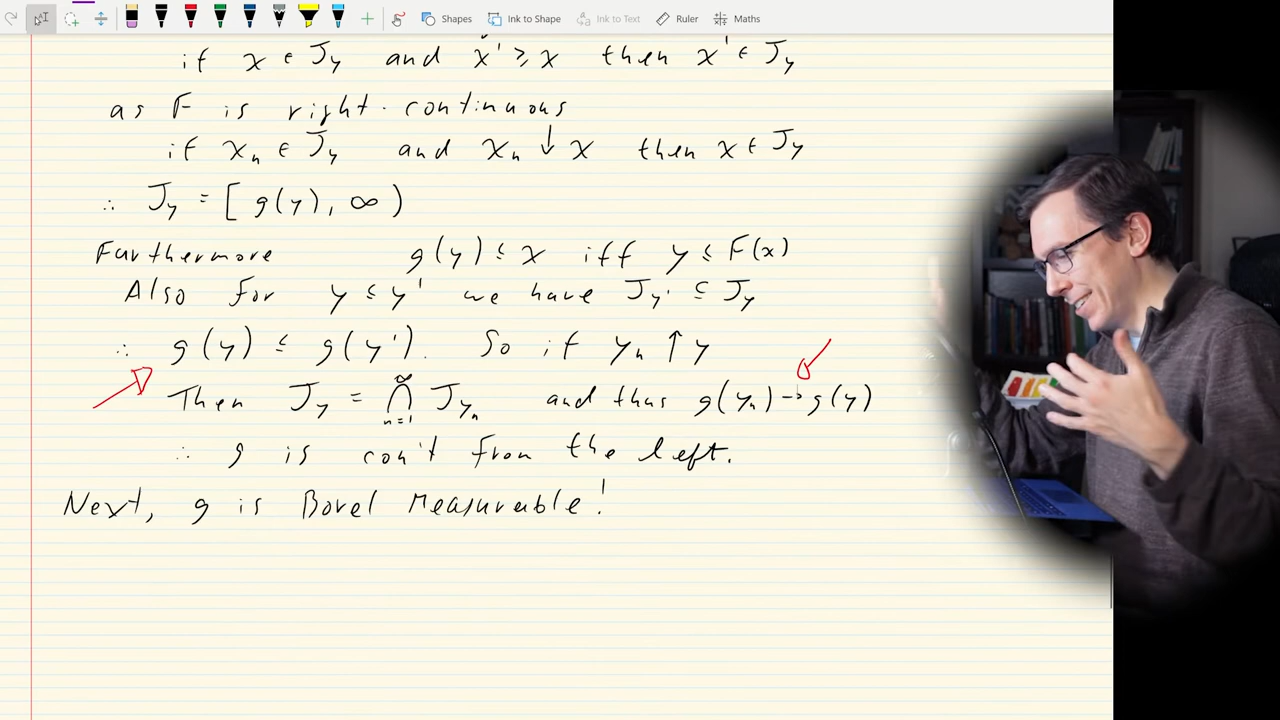 Shapes Ink to Shape Ink to Text Ruler Maths
if x ∈ J_y and x' ≥ x then x' ∈ J_y
as F is right-continuous
if x_n ∈ J_y and x_n ↓ x then x ∈ J_y
∴ J_y = [ g(y), ∞ )
Furthermore g(y) ≤ x iff y ≤ F(x)
Also for y ≤ y' we have J_y' ⊆ J_y
∴ g(y) ≤ g(y'). So if y_n ↑ y
Then J_y = ∩_{n=1}^∞ J_{y_n} and thus g(y_n) → g(y)
∴ g is con't from the left.
Next, g is Borel Measurable!